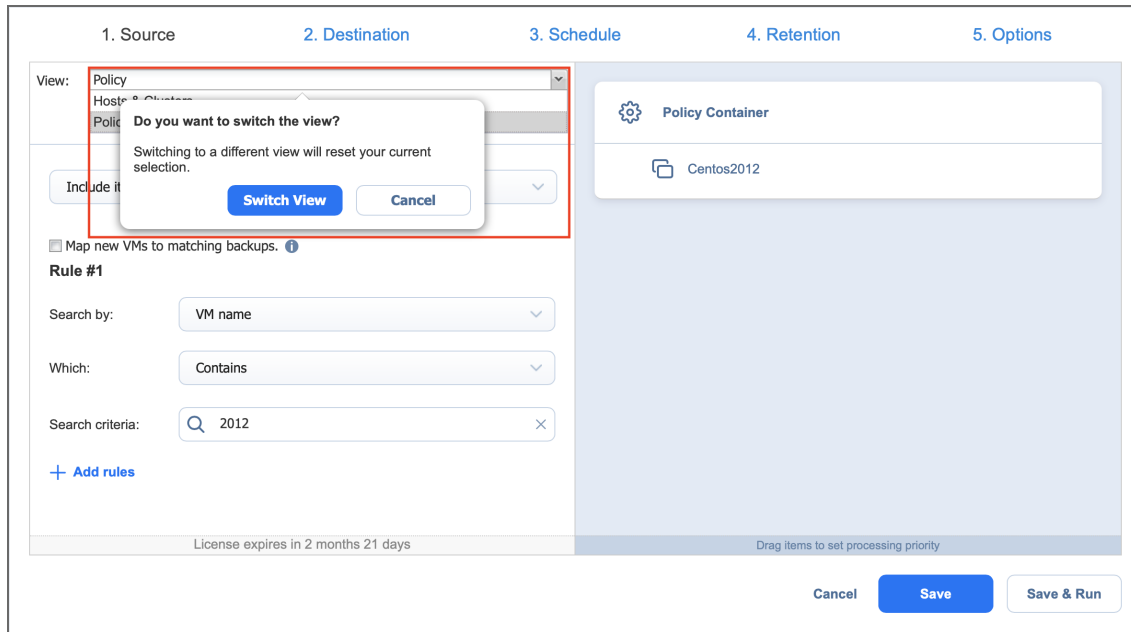 1. Source 2. Destination 3. Schedule 4. Retention 5. Options
View: Policy
Hosts & Clusters
Do you want to switch the view?
Switching to a different view will reset your current
selection.
Switch View Cancel
Include
Map new VMs to matching backups.
Rule #1
Search by: VM name
Which: Contains
Search criteria: 2012
Add rules
License expires in 2 months 21 days
Policy Container
Centos2012
Drag items to set processing priority
Cancel Save Save & Run